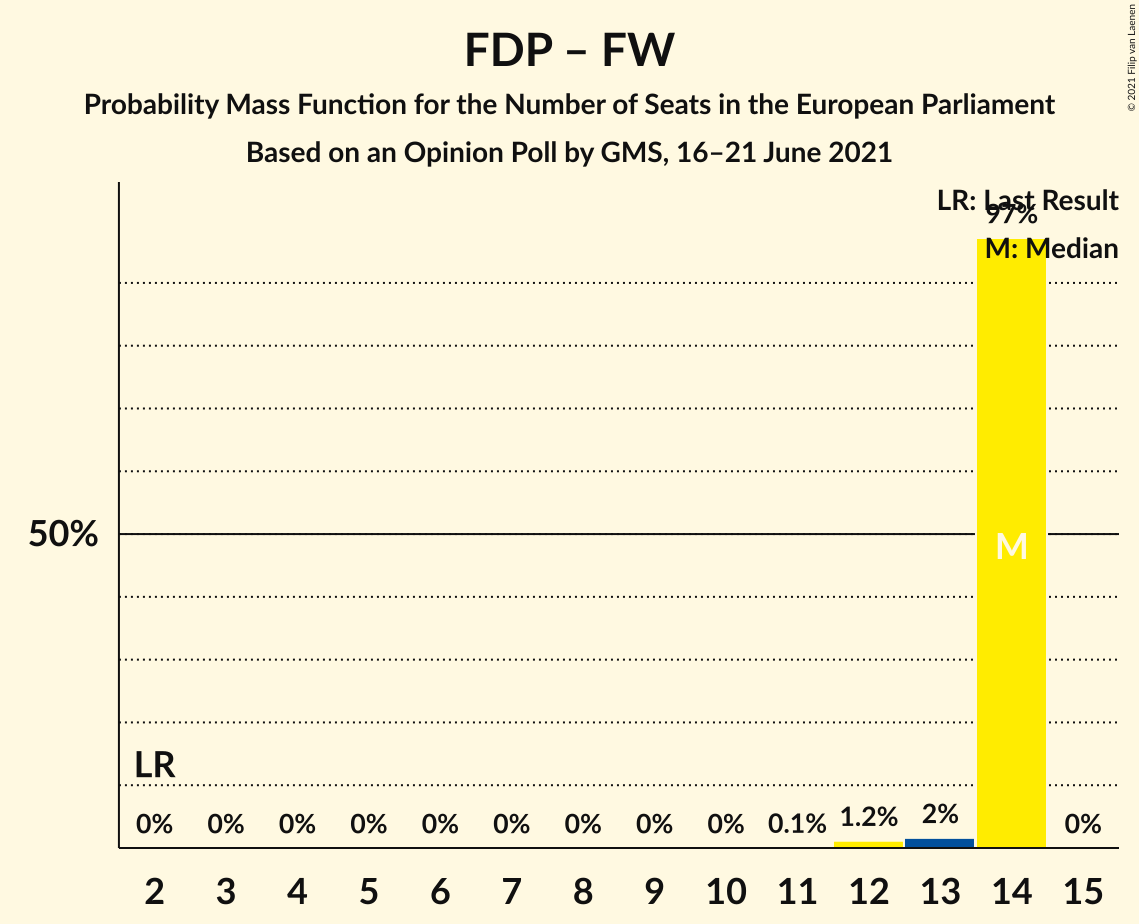 FDP – FW
Probability Mass Function for the Number of Seats in the European Parliament
Based on an Opinion Poll by GMS, 16–21 June 2021
© 2021 Filip van Laenen
LR: Last Result
97%
M: Median
50%
M
LR
0% 0% 0% 0% 0% 0% 0% 0% 0% 0.1% 1.2% 2% 0%
2 3 4 5 6 7 8 9 10 11 12 13 14 15